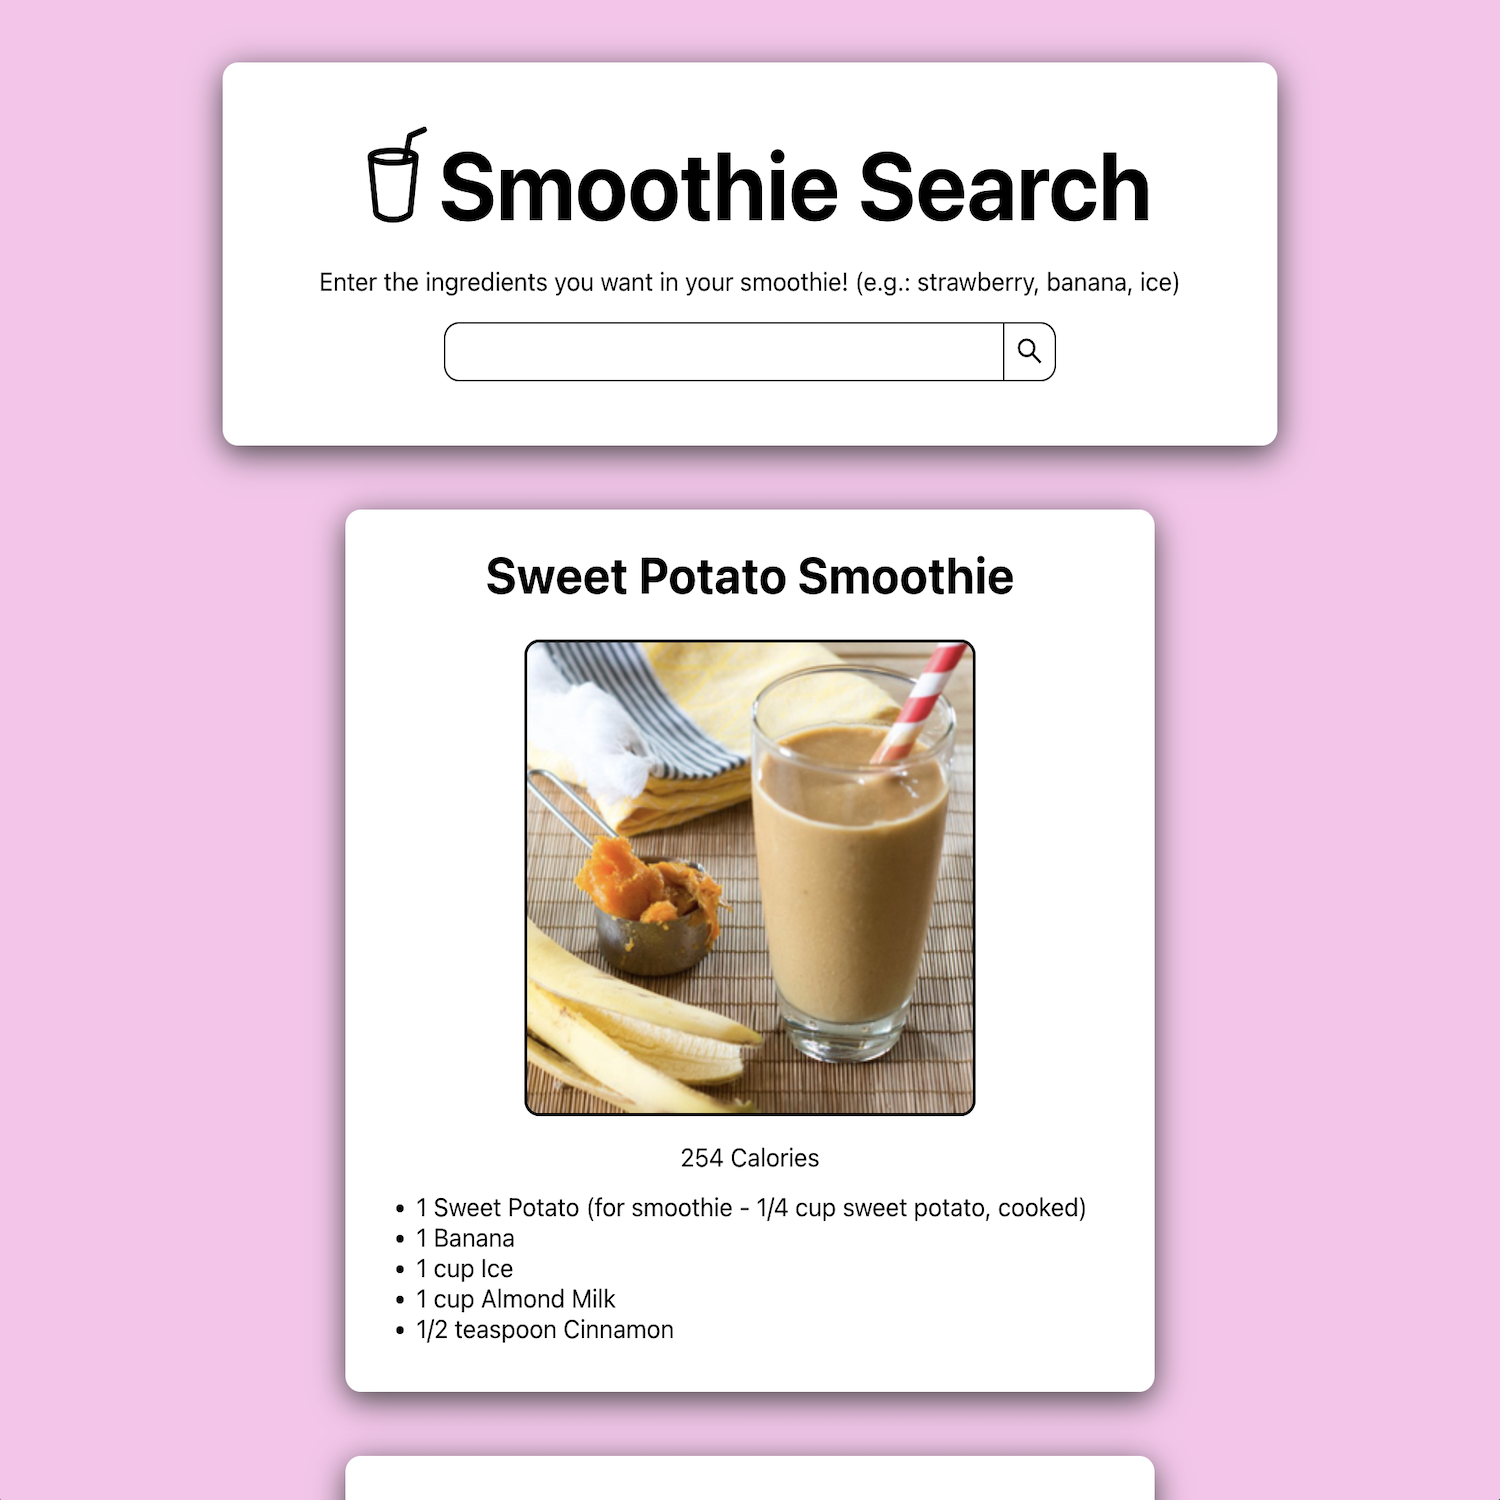 Smoothie Search
Enter the ingredients you want in your smoothie! (e.g.: strawberry, banana, ice)
Sweet Potato Smoothie
254 Calories
• 1 Sweet Potato (for smoothie - 1/4 cup sweet potato, cooked)
• 1 Banana
• 1 cup Ice
• 1 cup Almond Milk
• 1/2 teaspoon Cinnamon